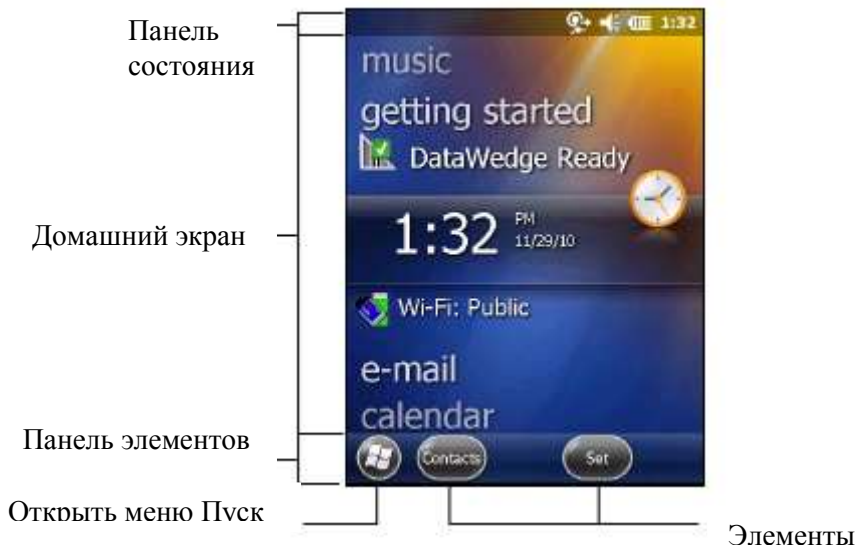 Панель
состояния
1:32
music
getting started
DataWedge Ready
Домашний экран
1:32 PM
11/29/10
Wi-Fi: Public
e-mail
calendar
Панель элементов
Contacts
Set
Открыть меню Пуск
Элементы